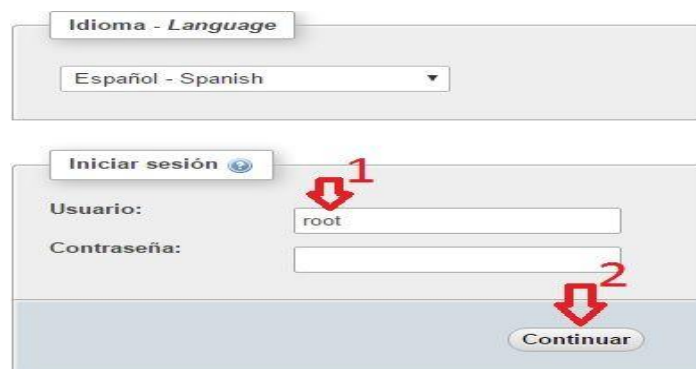 Idioma - Language
Español - Spanish
Iniciar sesión
1
Usuario:
root
Contraseña:
2
Continuar